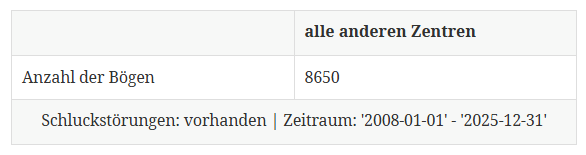 alle anderen Zentren
Anzahl der Bögen 8650
Schluckstörungen: vorhanden | Zeitraum: '2008-01-01' - '2025-12-31'